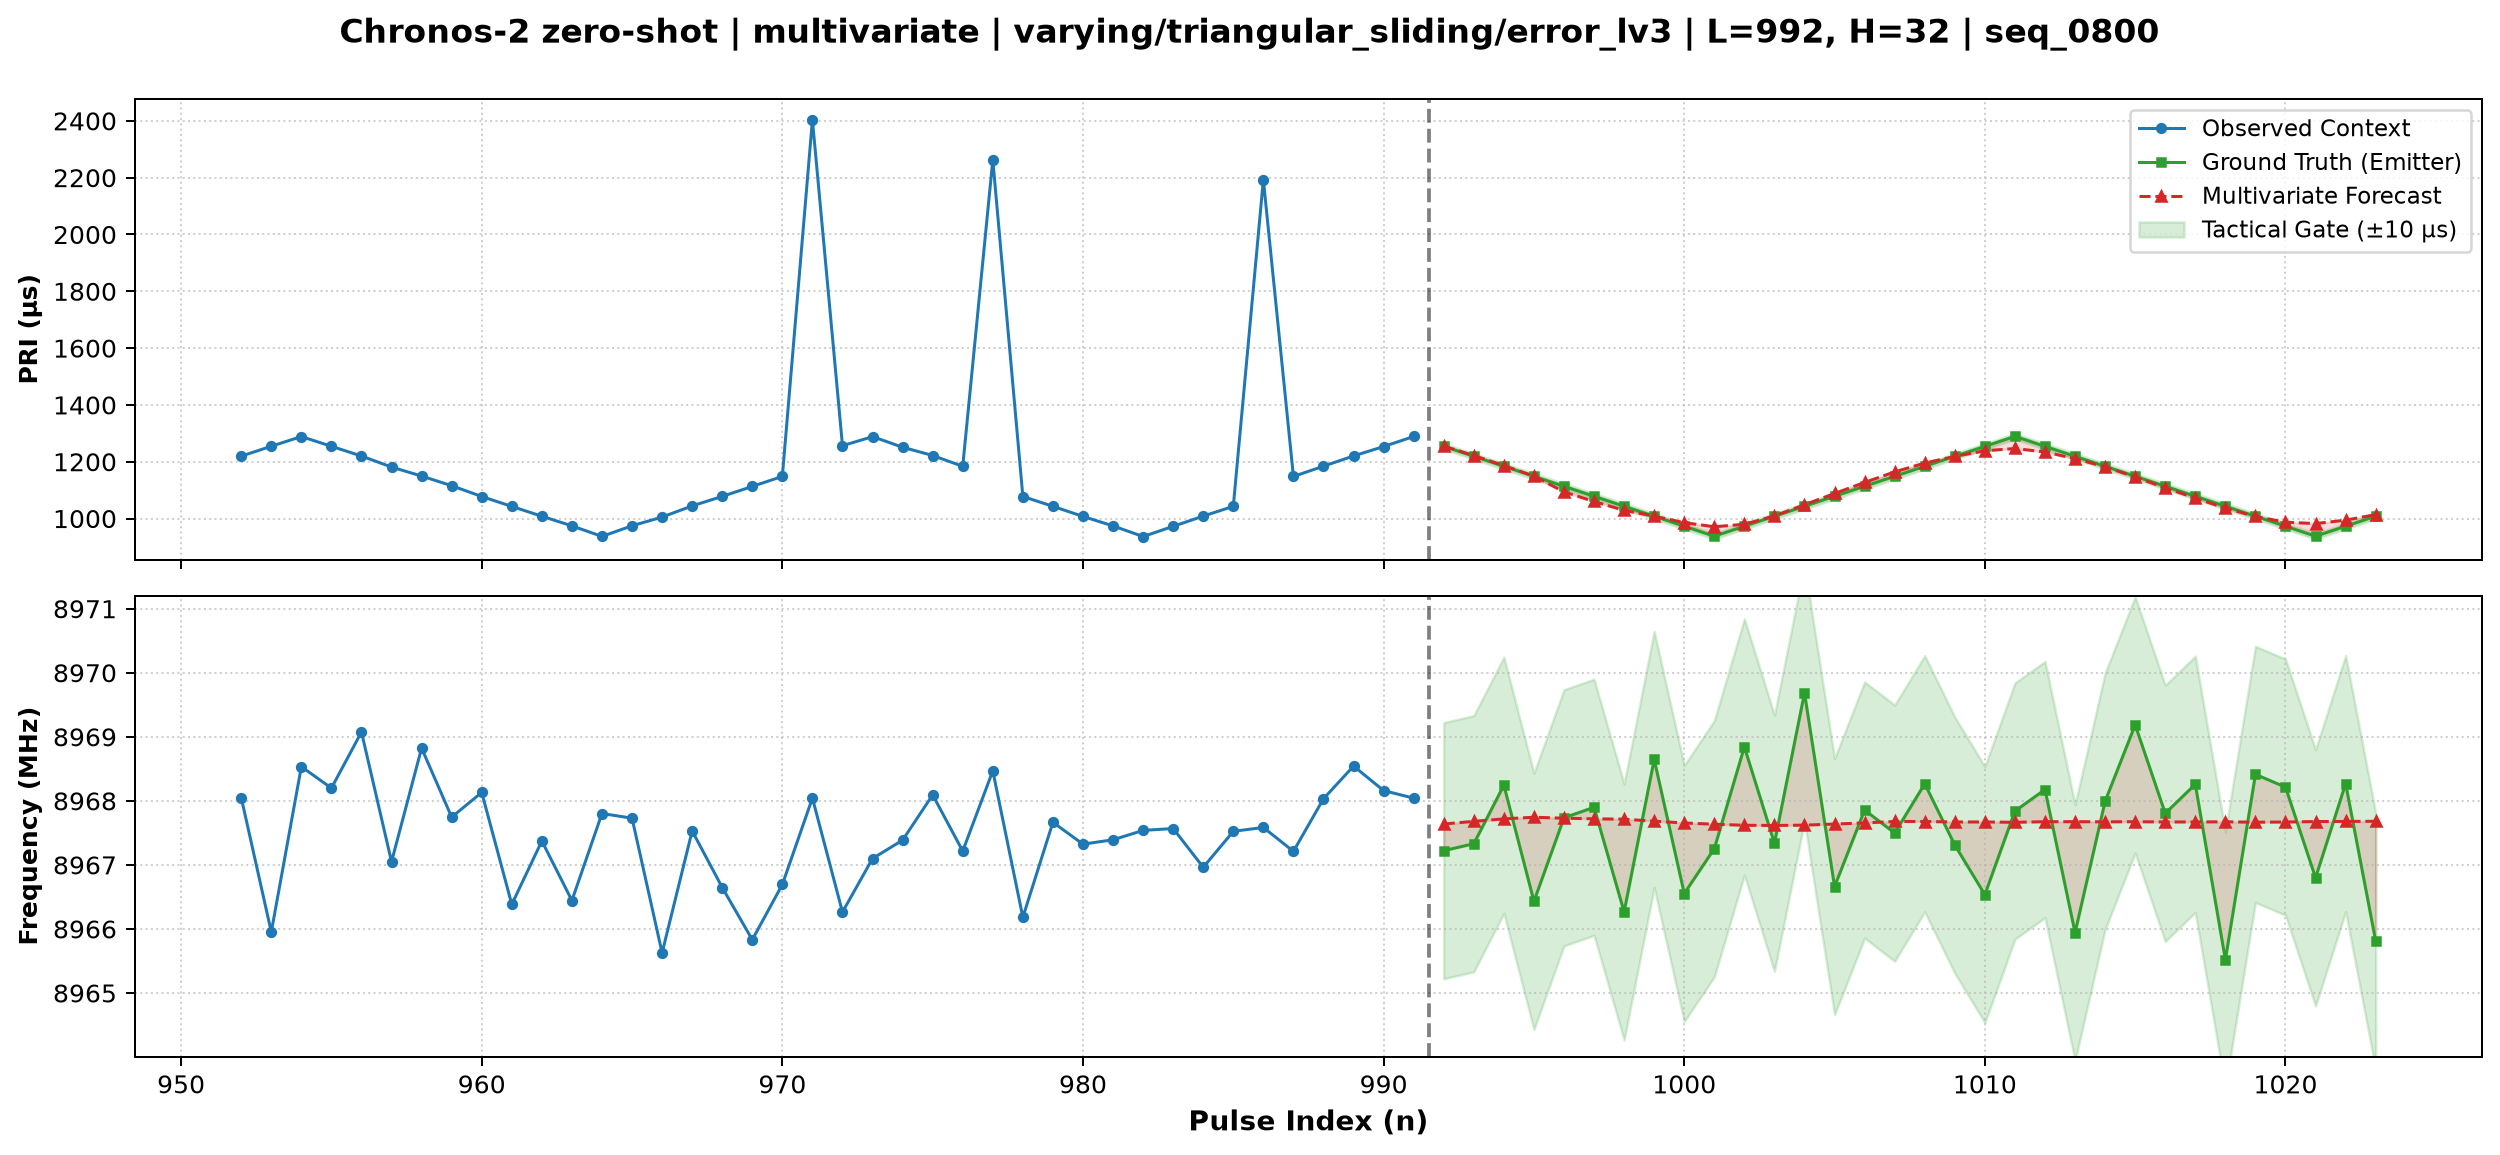 Chronos-2 zero-shot | multivariate | varying/triangular_sliding/error_lv3 | L=992, H=32 | seq_0800
PRI (µs)
2400
2200
2000
1800
1600
1400
1200
1000
Observed Context
Ground Truth (Emitter)
Multivariate Forecast
Tactical Gate (±10 µs)
Frequency (MHz)
8971
8970
8969
8968
8967
8966
8965
950 960 970 980 990 1000 1010 1020
Pulse Index (n)